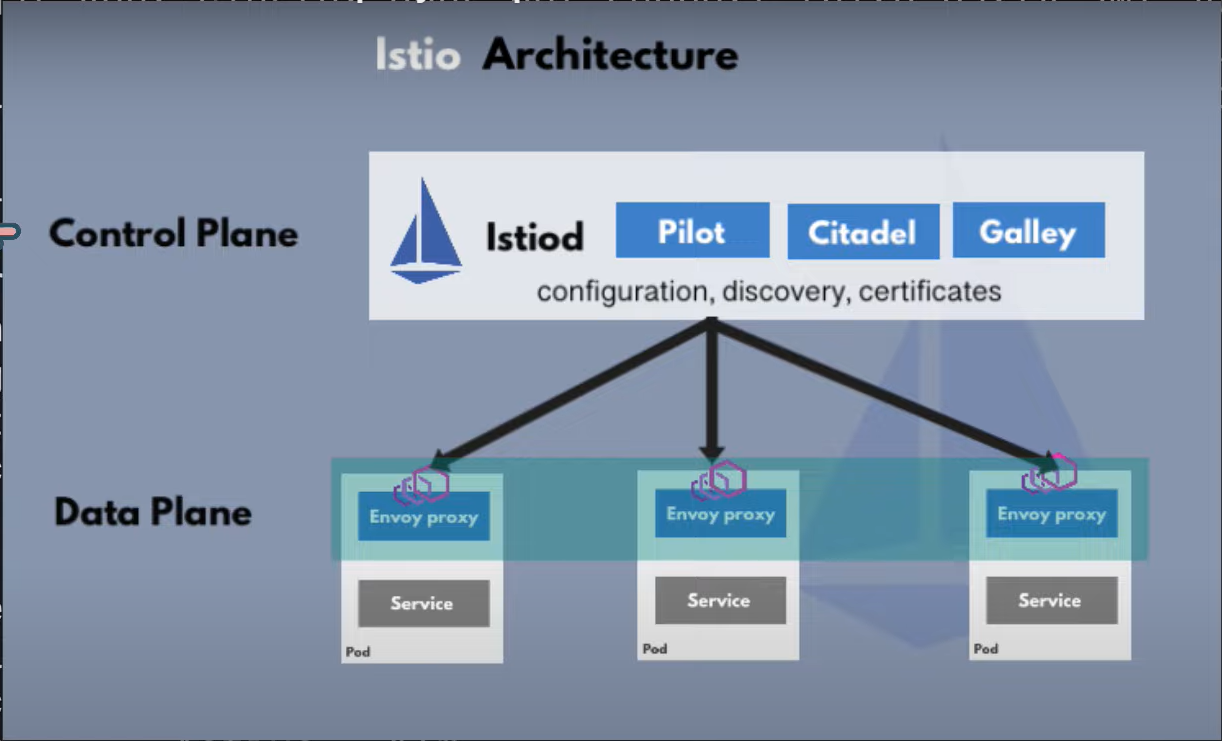 Istio Architecture
Control Plane
Istiod
Pilot
Citadel
Galley
configuration, discovery, certificates
Data Plane
Envoy proxy
Envoy proxy
Envoy proxy
Service
Service
Service
Pod
Pod
Pod